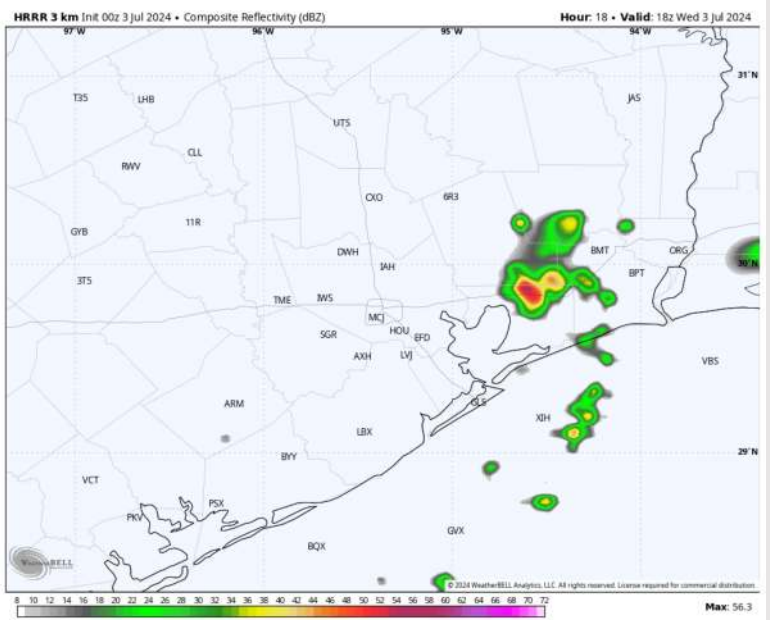 HRRR 3 km Init 00z 3 Jul 2024 • Composite Reflectivity (dBZ) Hour: 18 • Valid: 18z Wed 3 Jul 2024
97°W 96°W 95°W 94°W
31°N
T35 LHB JAS
UTS
CLL
RWV
OXO 6R3
11R
GYB
DWH BMT ORG
IAH 30°N
BPT
3T5
TME IWS
MCJ
SGR HOU EFD
AXH LVJ
VBS
ARM GLS
XIH
LBX
BYY 29°N
VCT
PSX
PKV
GVX
BQX
WEATHERBELL
© 2024 WeatherBELL Analytics, LLC. All rights reserved. License required for commercial distribution.
8 10 12 14 16 18 20 22 24 26 28 30 32 34 36 38 40 42 44 46 48 50 52 54 56 58 60 62 64 66 68 70 72 Max: 56.3